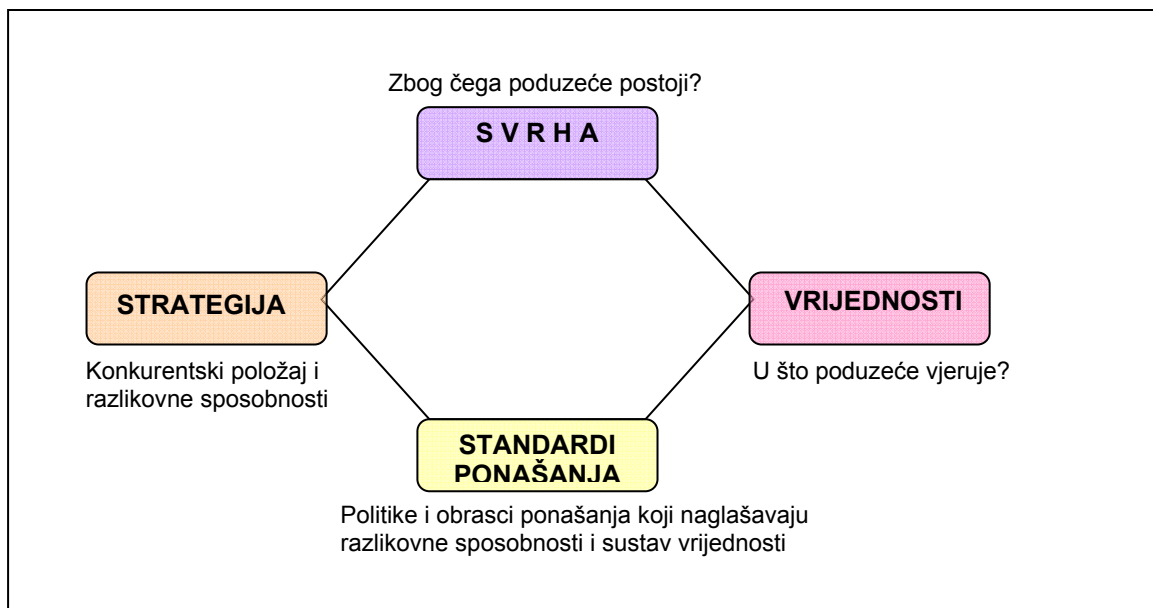 Zbog čega poduzeće postoji?
S V R H A
STRATEGIJA
VRIJEDNOSTI
Konkurentski položaj i
razlikovne sposobnosti
U što poduzeće vjeruje?
STANDARDI
PONAŠANJA
Politike i obrasci ponašanja koji naglašavaju
razlikovne sposobnosti i sustav vrijednosti